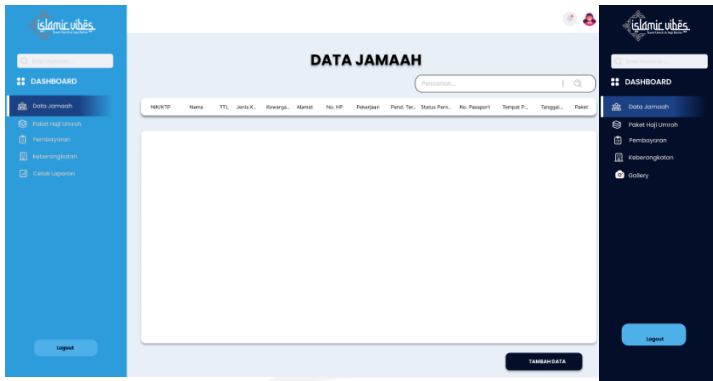 islamic vibes.
DASHBOARD
Data Jamaah
Paket Haji Umroh
Pembayaran
Keberangkatan
Cetak Laporan
Logout
DATA JAMAAH
Pencarian...
NIK/KTP Nama TTL Jenis K.. Kewarga.. Alamat No. HP Pekerjaan Pend. Ter.. Status Pern.. No. Passport Tempat P... Tanggal... Paket
TAMBAH DATA
islamic vibes.
DASHBOARD
Data Jamaah
Paket Haji Umroh
Pembayaran
Keberangkatan
Gallery
Logout